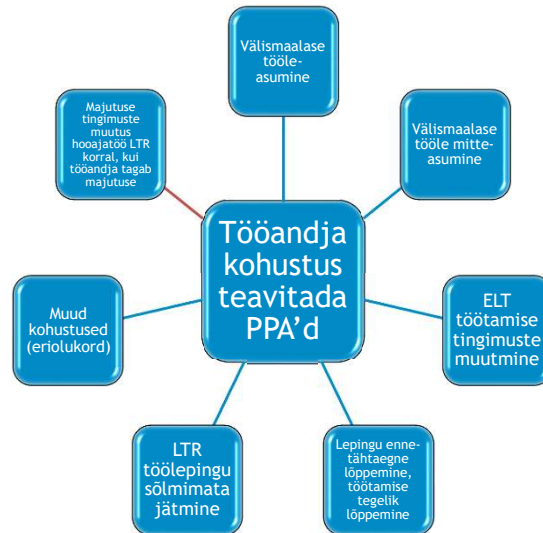 Välismaalase
tööle-
asumine
Majutuse
tingimuste
muutus
hooajatöö LTR
korral, kui
tööandja tagab
majutuse
Välismaalase
tööle mitte-
asumine
Tööandja
kohustus
teavitada
PPA’d
Muud
kohustused
(eriolukord)
ELT
töötamise
tingimuste
muutmine
LTR
töölepingu
sõlmimata
jätmine
Lepingu enne-
tähtaegne
lõppemine,
töötamise
tegelik
lõppemine